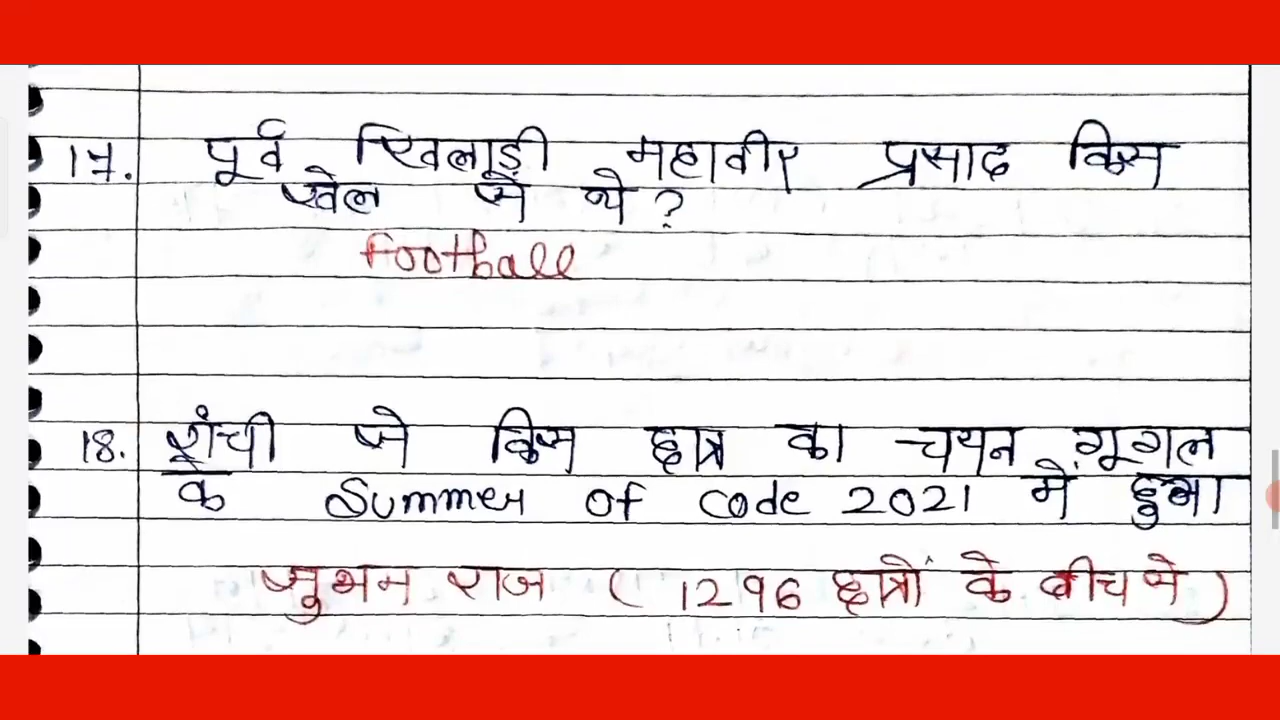 17. पूर्व खिलाड़ी महावीर प्रसाद किस
खेल से थे ?
Football
18. राँची से किस छात्र का चयन गूगल
के Summer of Code 2021 में हुआ
सुभम राज ( 1296 छात्रों के बीच से )